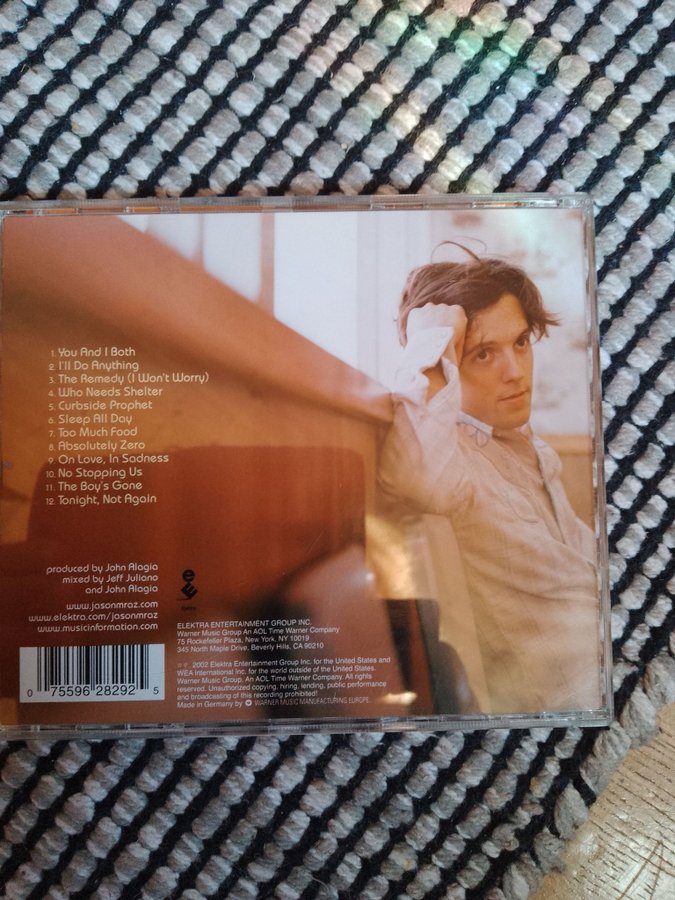 1. You And I Both
2. I'll Do Anything
3. The Remedy (I Won't Worry)
4. Who Needs Shelter
5. Curbside Prophet
6. Sleep All Day
7. Too Much Food
8. Absolutely Zero
9. On Love, In Sadness
10. No Stopping Us
11. The Boy's Gone
12. Tonight, Not Again
produced by John Alagia
mixed by Jeff Juliano
and John Alagia
www.jasonmraz.com
www.elektra.com/jasonmraz
www.musicinformation.com
0 75596 28292 5
Elektra
ELEKTRA ENTERTAINMENT GROUP INC.
Warner Music Group An AOL Time Warner Company
75 Rockefeller Plaza, New York, NY 10019
345 North Maple Drive, Beverly Hills, CA 90210
℗ © 2002 Elektra Entertainment Group Inc. for the United States and
WEA International Inc. for the world outside of the United States.
Warner Music Group. An AOL Time Warner Company. All rights
reserved. Unauthorized copying, hiring, lending, public performance
and broadcasting of this recording prohibited!
Made in Germany by WARNER MUSIC MANUFACTURING EUROPE.